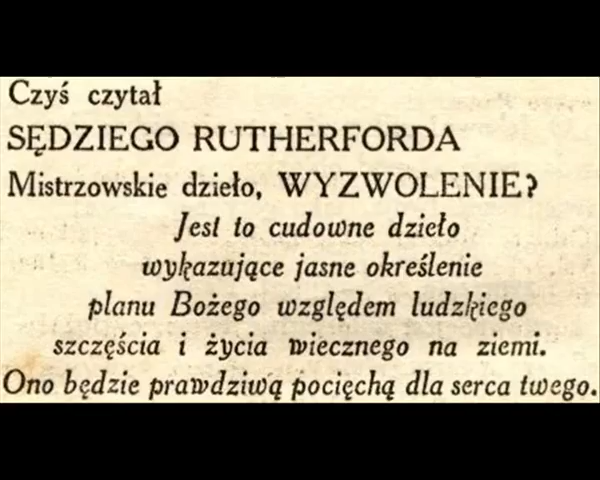 Czyś czytał
SĘDZIEGO RUTHERFORDA
Mistrzowskie dzieło, WYZWOLENIE?
Jest to cudowne dzieło
wykazujące jasne określenie
planu Bożego względem ludzkiego
szczęścia i życia wiecznego na ziemi.
Ono będzie prawdziwą pociechą dla serca twego.